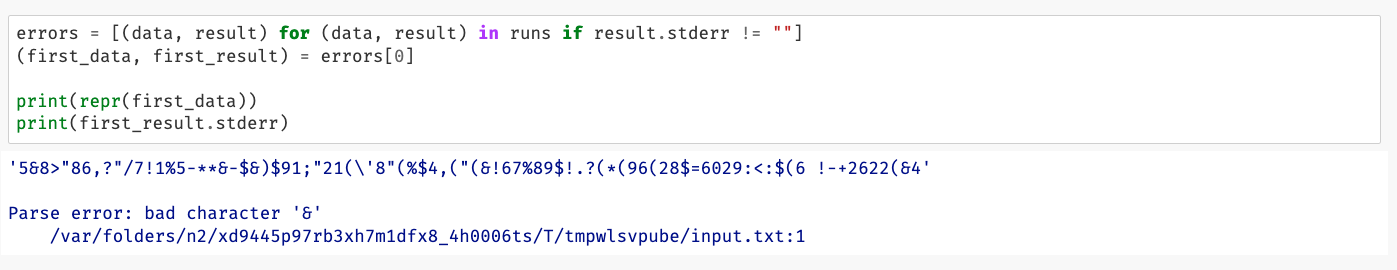 errors = [(data, result) for (data, result) in runs if result.stderr != ""]
(first_data, first_result) = errors[0]
print(repr(first_data))
print(first_result.stderr)
'5&8>"86,?"/7!1%5-**&-$&)$91;"21(\'8"(%$4,("(&!67%89$!.?(*(96(28$=6029:<:$(6 !-+2622(&4'
Parse error: bad character '&'
    /var/folders/n2/xd9445p97rb3xh7m1dfx8_4h0006ts/T/tmpwlsvpube/input.txt:1